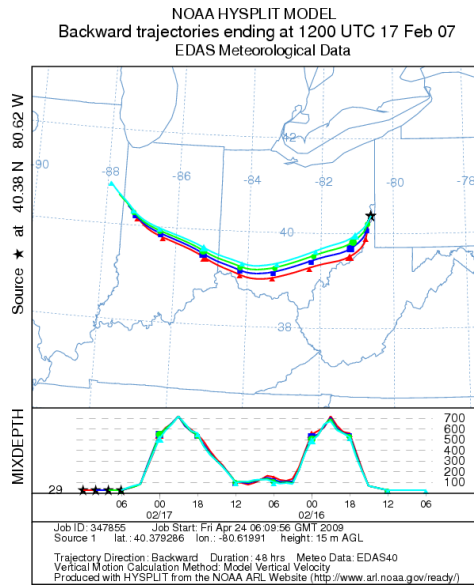 NOAA HYSPLIT MODEL
Backward trajectories ending at 1200 UTC 17 Feb 07
EDAS Meteorological Data
Source ★ at 40.38 N 80.62 W
-90
-88
-86
-84
-82
-80
-78
40
38
MIXDEPTH
29
700
600
500
400
300
200
100
06 00 18 12 06 00 18 12 06
02/17 02/16
Job ID: 347855 Job Start: Fri Apr 24 06:09:56 GMT 2009
Source 1 lat.: 40.379286 lon.: -80.61991 height: 15 m AGL
Trajectory Direction: Backward Duration: 48 hrs Meteo Data: EDAS40
Vertical Motion Calculation Method: Model Vertical Velocity
Produced with HYSPLIT from the NOAA ARL Website (http://www.arl.noaa.gov/ready/)